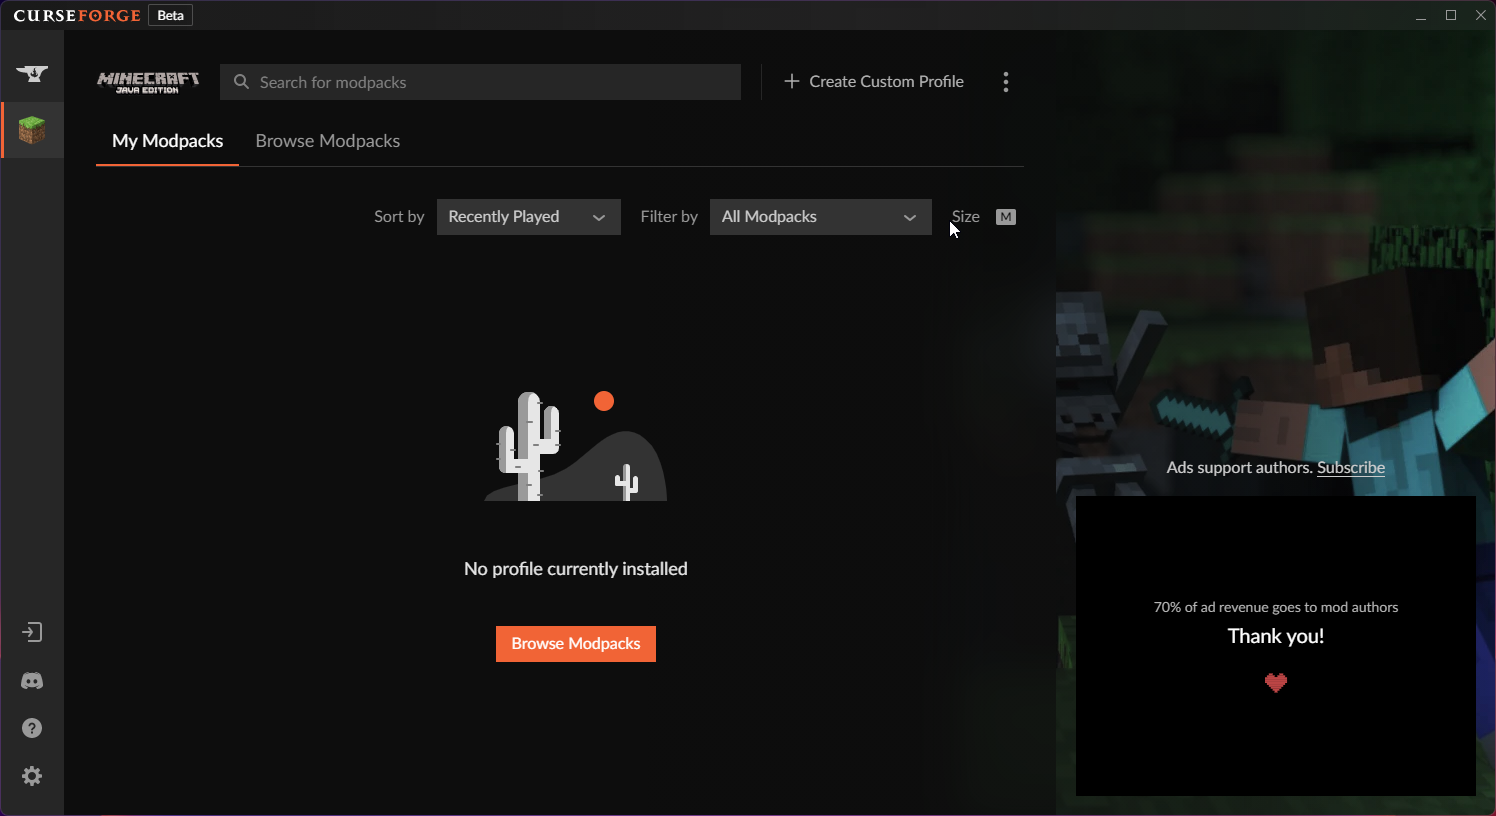 CURSEFORGE Beta
MINECRAFT
JAVA EDITION
Search for modpacks
Create Custom Profile
My Modpacks Browse Modpacks
Sort by Recently Played Filter by All Modpacks Size M
No profile currently installed
Browse Modpacks
Ads support authors. Subscribe
70% of ad revenue goes to mod authors
Thank you!